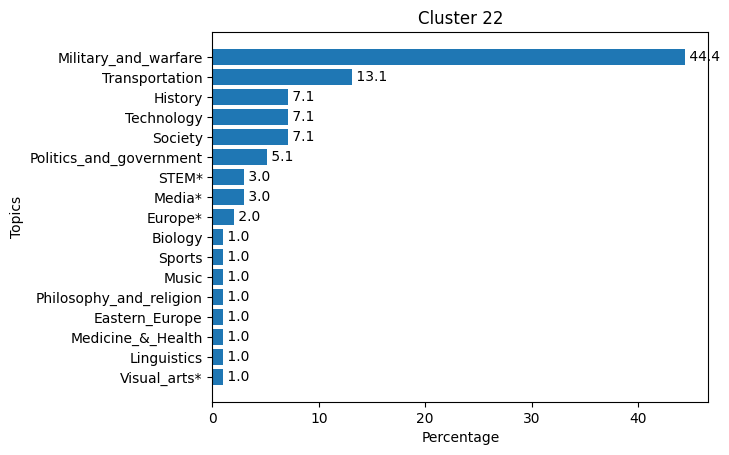 Cluster 22
Topics
Military_and_warfare 44.4
Transportation 13.1
History 7.1
Technology 7.1
Society 7.1
Politics_and_government 5.1
STEM* 3.0
Media* 3.0
Europe* 2.0
Biology 1.0
Sports 1.0
Music 1.0
Philosophy_and_religion 1.0
Eastern_Europe 1.0
Medicine_&_Health 1.0
Linguistics 1.0
Visual_arts* 1.0
0 10 20 30 40
Percentage